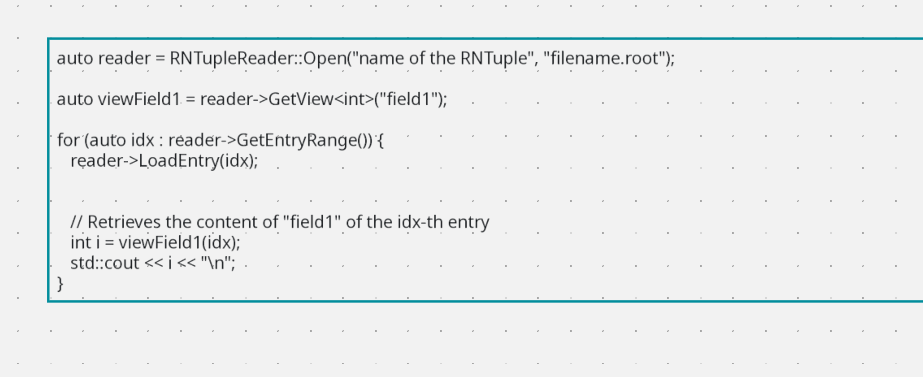 auto reader = RNTupleReader::Open("name of the RNTuple", "filename.root");
auto viewField1 = reader->GetView<int>("field1");
for (auto idx : reader->GetEntryRange()) {
reader->LoadEntry(idx);
// Retrieves the content of "field1" of the idx-th entry
int i = viewField1(idx);
std::cout << i << "\n";
}